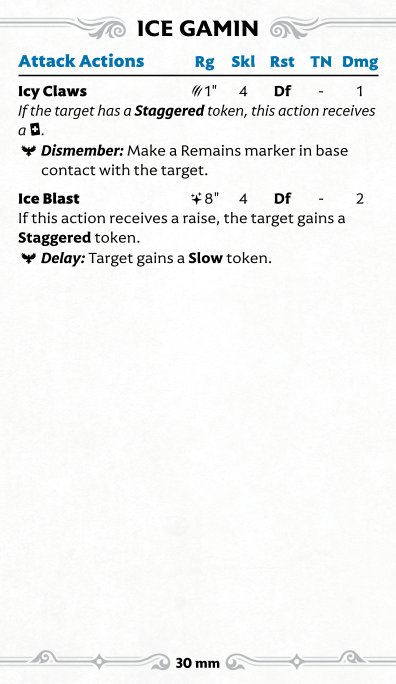 ICE GAMIN
Attack Actions Rg Skl Rst TN Dmg
Icy Claws 1" 4 Df - 1
If the target has a Staggered token, this action receives
a .
Dismember: Make a Remains marker in base
contact with the target.
Ice Blast 8" 4 Df - 2
If this action receives a raise, the target gains a
Staggered token.
Delay: Target gains a Slow token.
30 mm